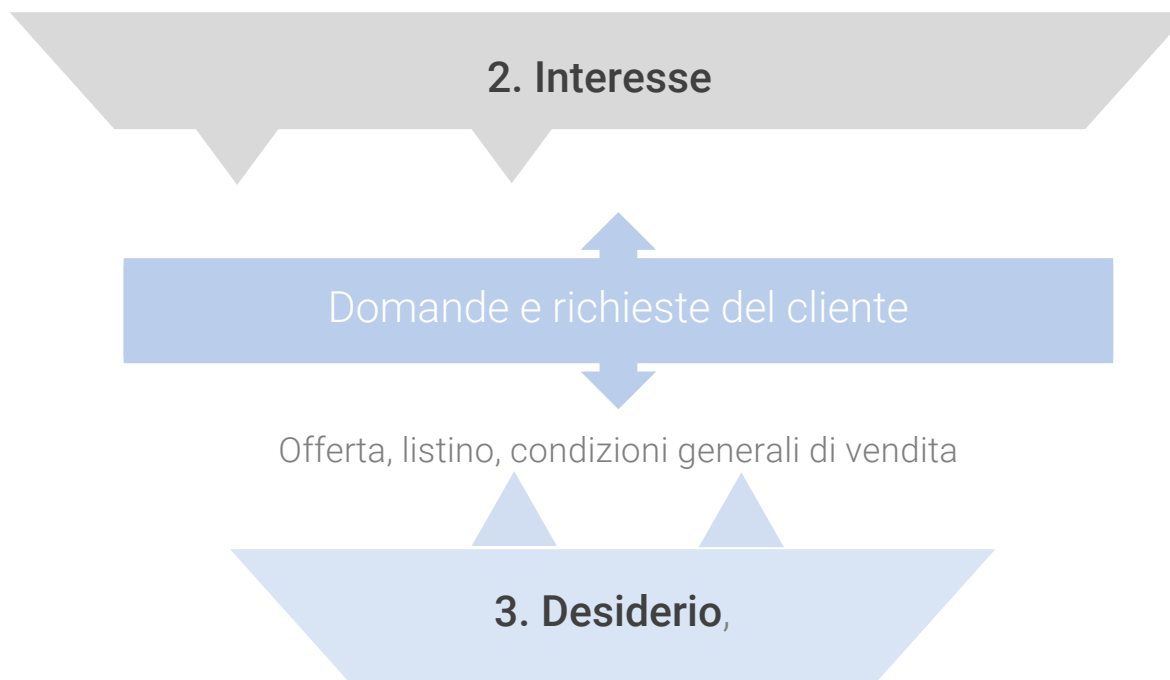 2. Interesse
Domande e richieste del cliente
Offerta, listino, condizioni generali di vendita
3. Desiderio,